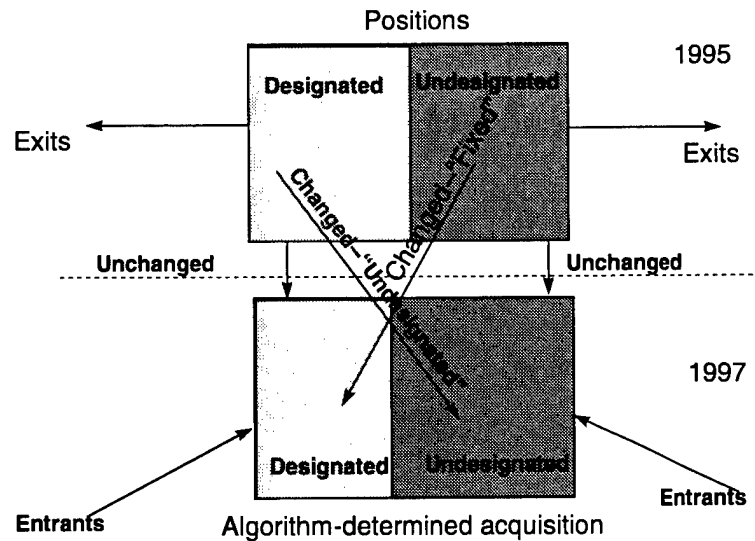 Positions
1995
Designated
Undesignated
Exits
Exits
Changed–"Fixed"
Changed–"Undesignated"
Unchanged
Unchanged
1997
Designated
Undesignated
Entrants
Entrants
Algorithm-determined acquisition